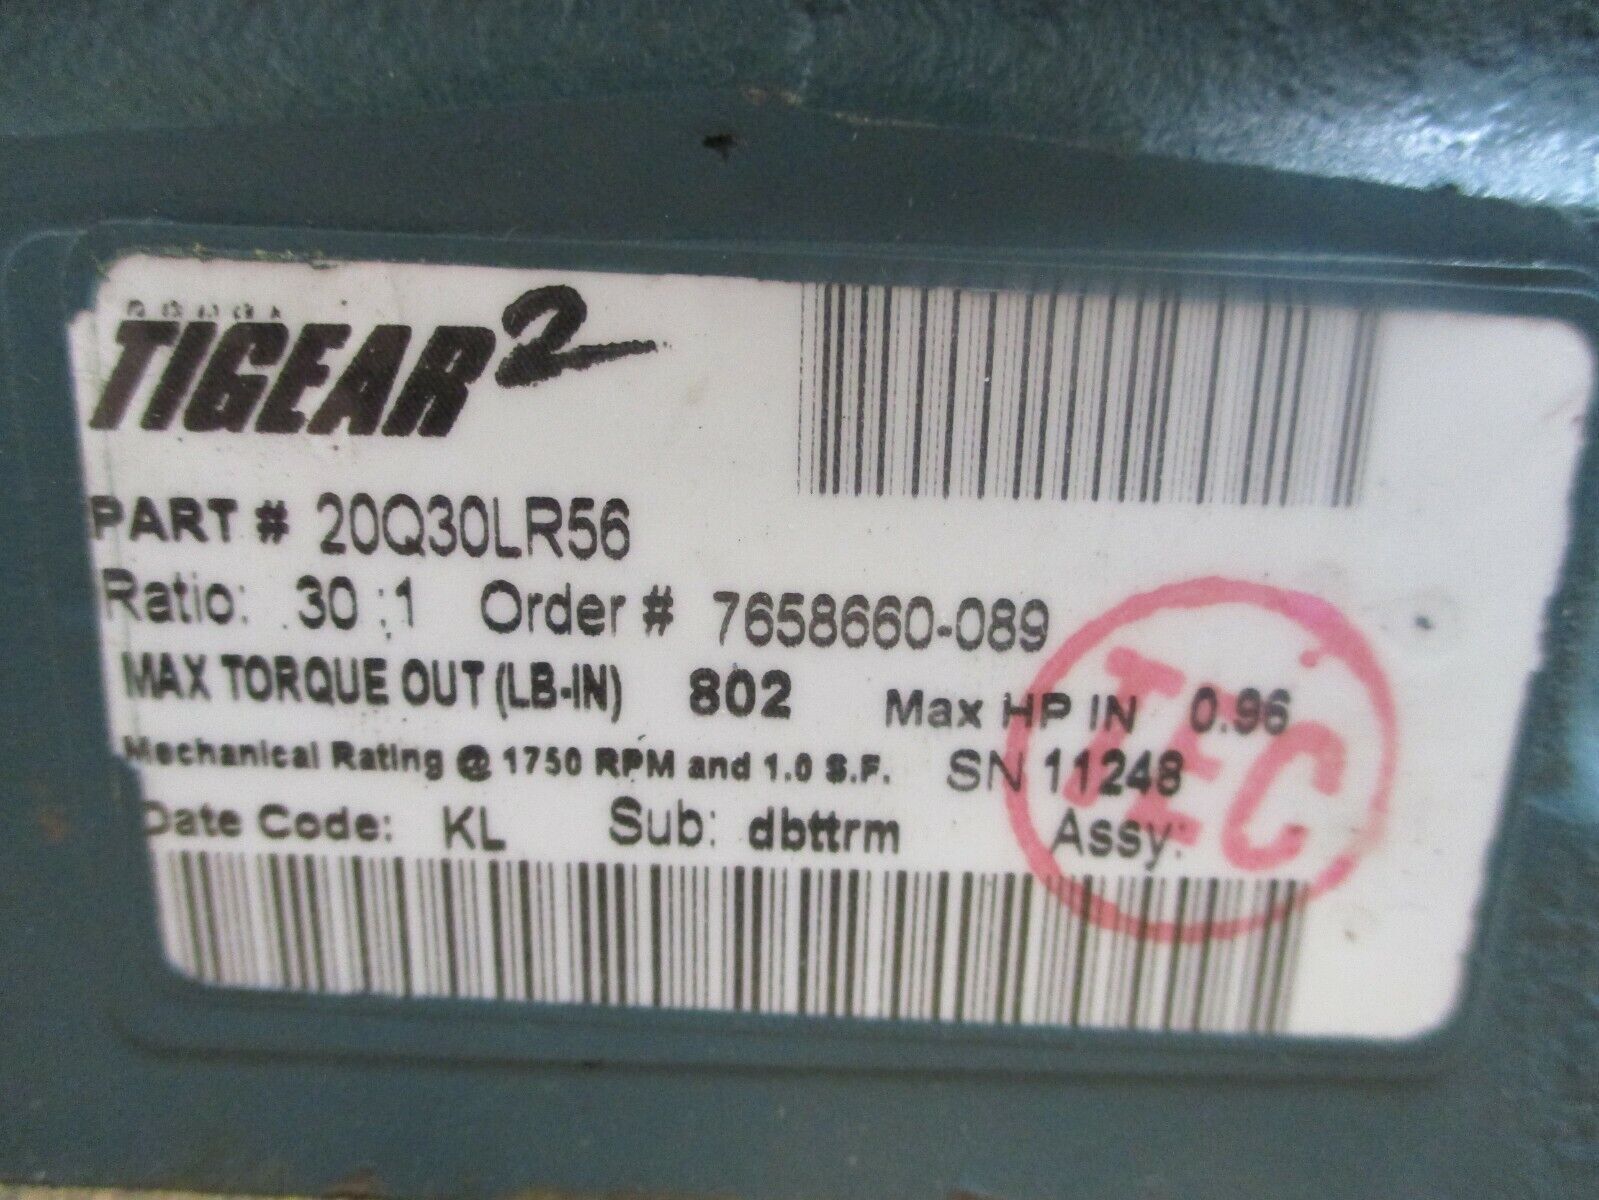 TIGEAR2
PART # 20Q30LR56
Ratio: 30 :1 Order # 7658660-089
MAX TORQUE OUT (LB-IN) 802 Max HP IN 0.96
Mechanical Rating @ 1750 RPM and 1.0 S.F. SN 11248
Date Code: KL Sub: dbttrm Assy:
TEC